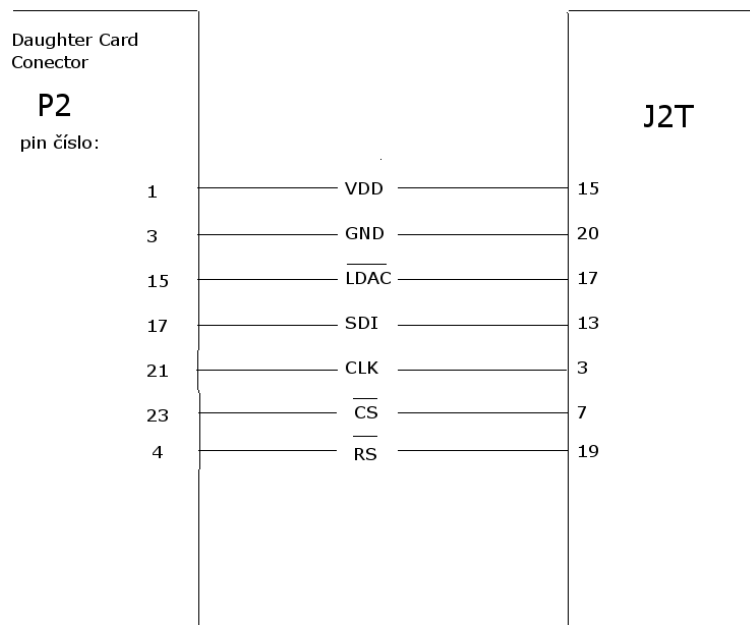 Daughter Card
Conector
P2
J2T
pin číslo:
1 VDD 15
3 GND 20
15 LDAC 17
17 SDI 13
21 CLK 3
23 CS 7
4 RS 19